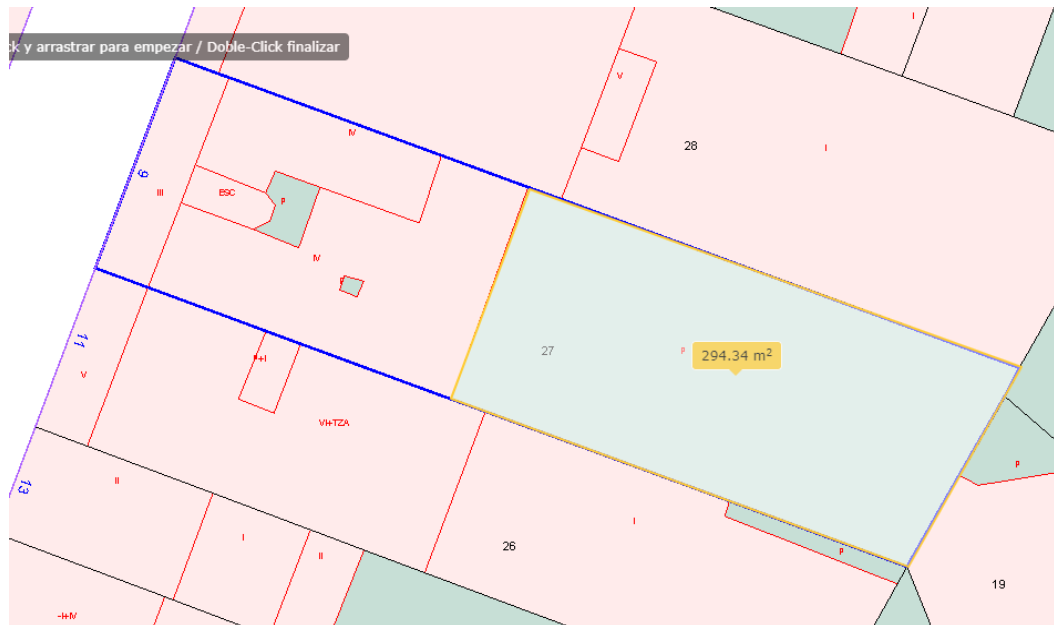 ck y arrastrar para empezar / Doble-Click finalizar
I
V
28
I
IV
9
III
ESC
P
IV
27
P
294.34 m²
11
V
P+I
VI+TZA
P
13
II
I
I
II
26
P
19
-I+IV